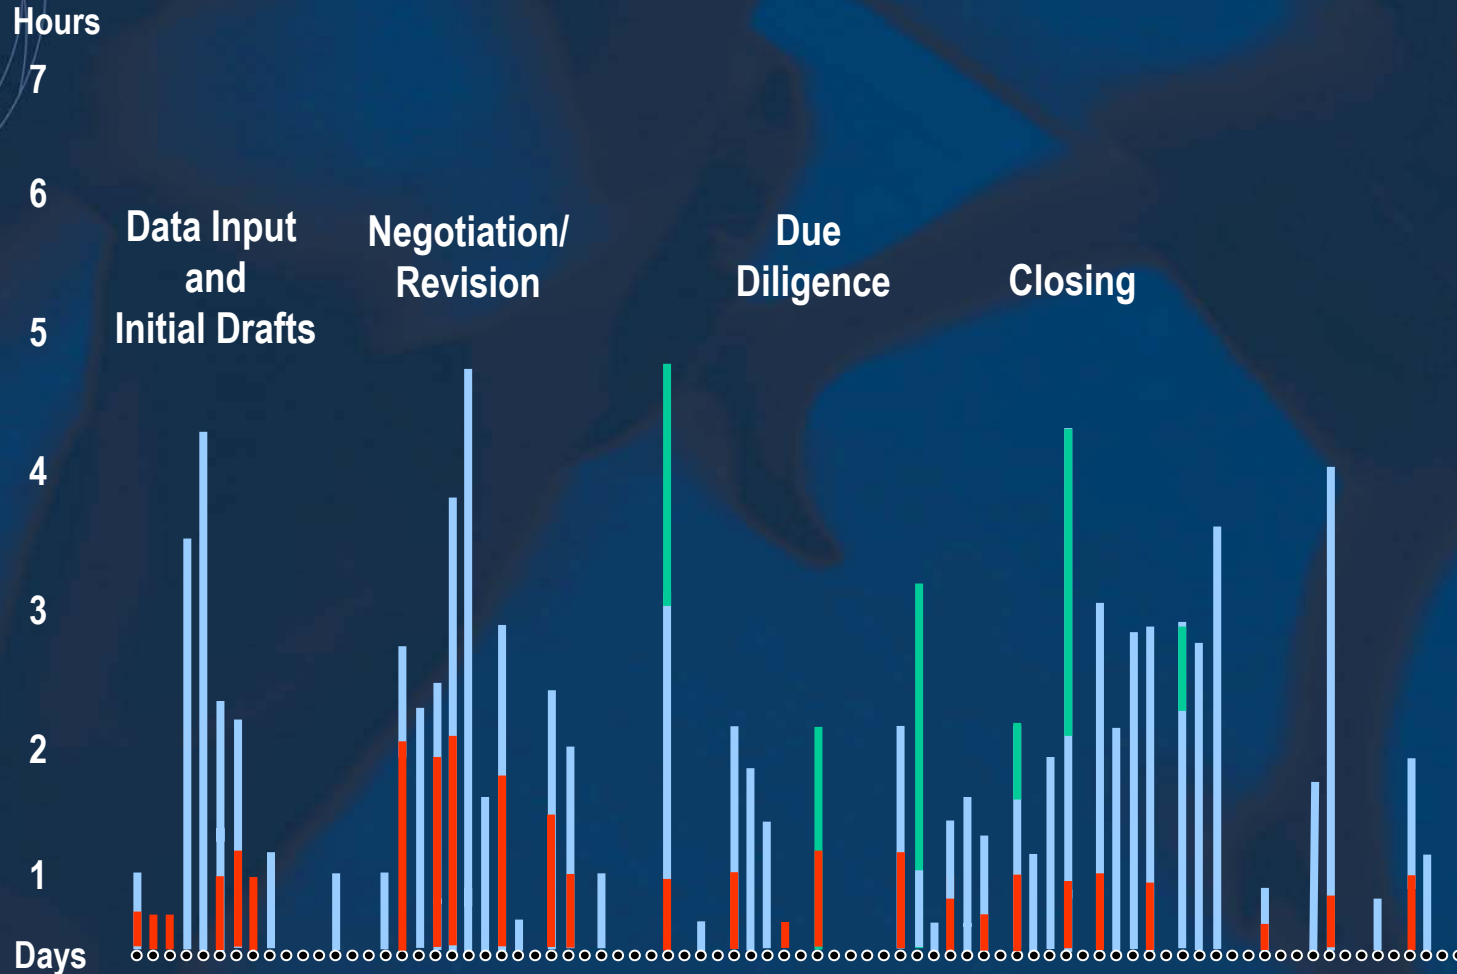 Hours
7
6
5
4
3
2
1
Days
Data Input
and
Initial Drafts
Negotiation/
Revision
Due
Diligence
Closing